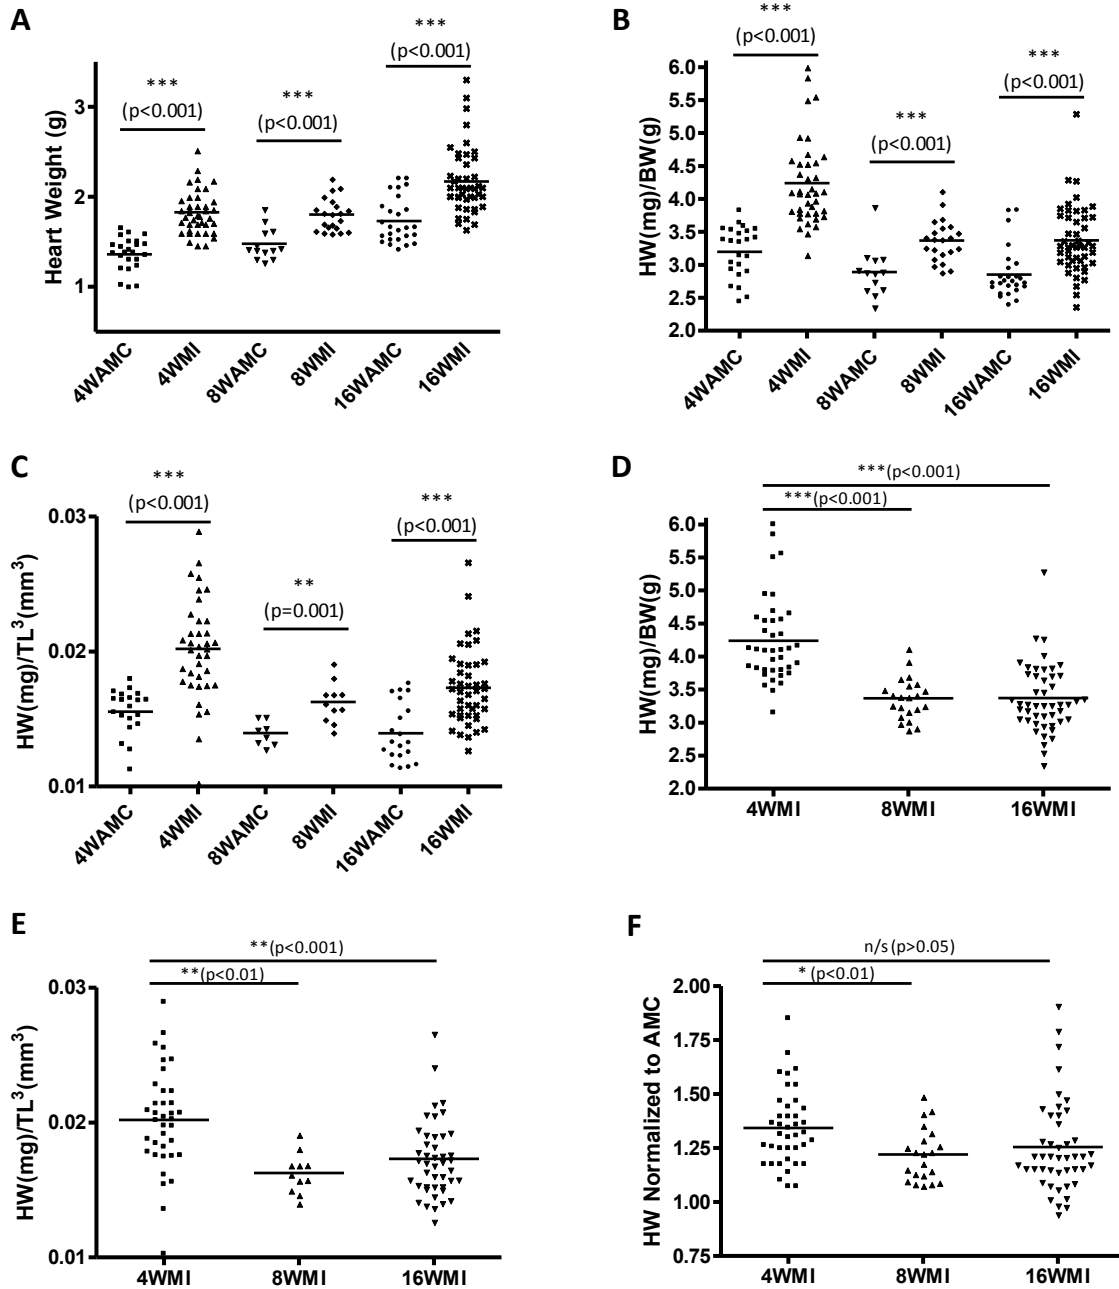 A
***
(p<0.001)
***
(p<0.001)
***
(p<0.001)
Heart Weight (g)
3
2
1
4WAMC
4WMI
8WAMC
8WMI
16WAMC
16WMI
B
***
(p<0.001)
***
(p<0.001)
***
(p<0.001)
HW(mg)/BW(g)
6.0
5.5
5.0
4.5
4.0
3.5
3.0
2.5
2.0
4WAMC
4WMI
8WAMC
8WMI
16WAMC
16WMI
C
***
(p<0.001)
**
(p=0.001)
***
(p<0.001)
HW(mg)/TL³(mm³)
0.03
0.02
0.01
4WAMC
4WMI
8WAMC
8WMI
16WAMC
16WMI
D
***(p<0.001)
***(p<0.001)
HW(mg)/BW(g)
6.0
5.5
5.0
4.5
4.0
3.5
3.0
2.5
2.0
4WMI
8WMI
16WMI
E
**(p<0.001)
**(p<0.01)
HW(mg)/TL³(mm³)
0.03
0.02
0.01
4WMI
8WMI
16WMI
F
n/s (p>0.05)
* (p<0.01)
HW Normalized to AMC
2.00
1.75
1.50
1.25
1.00
0.75
4WMI
8WMI
16WMI